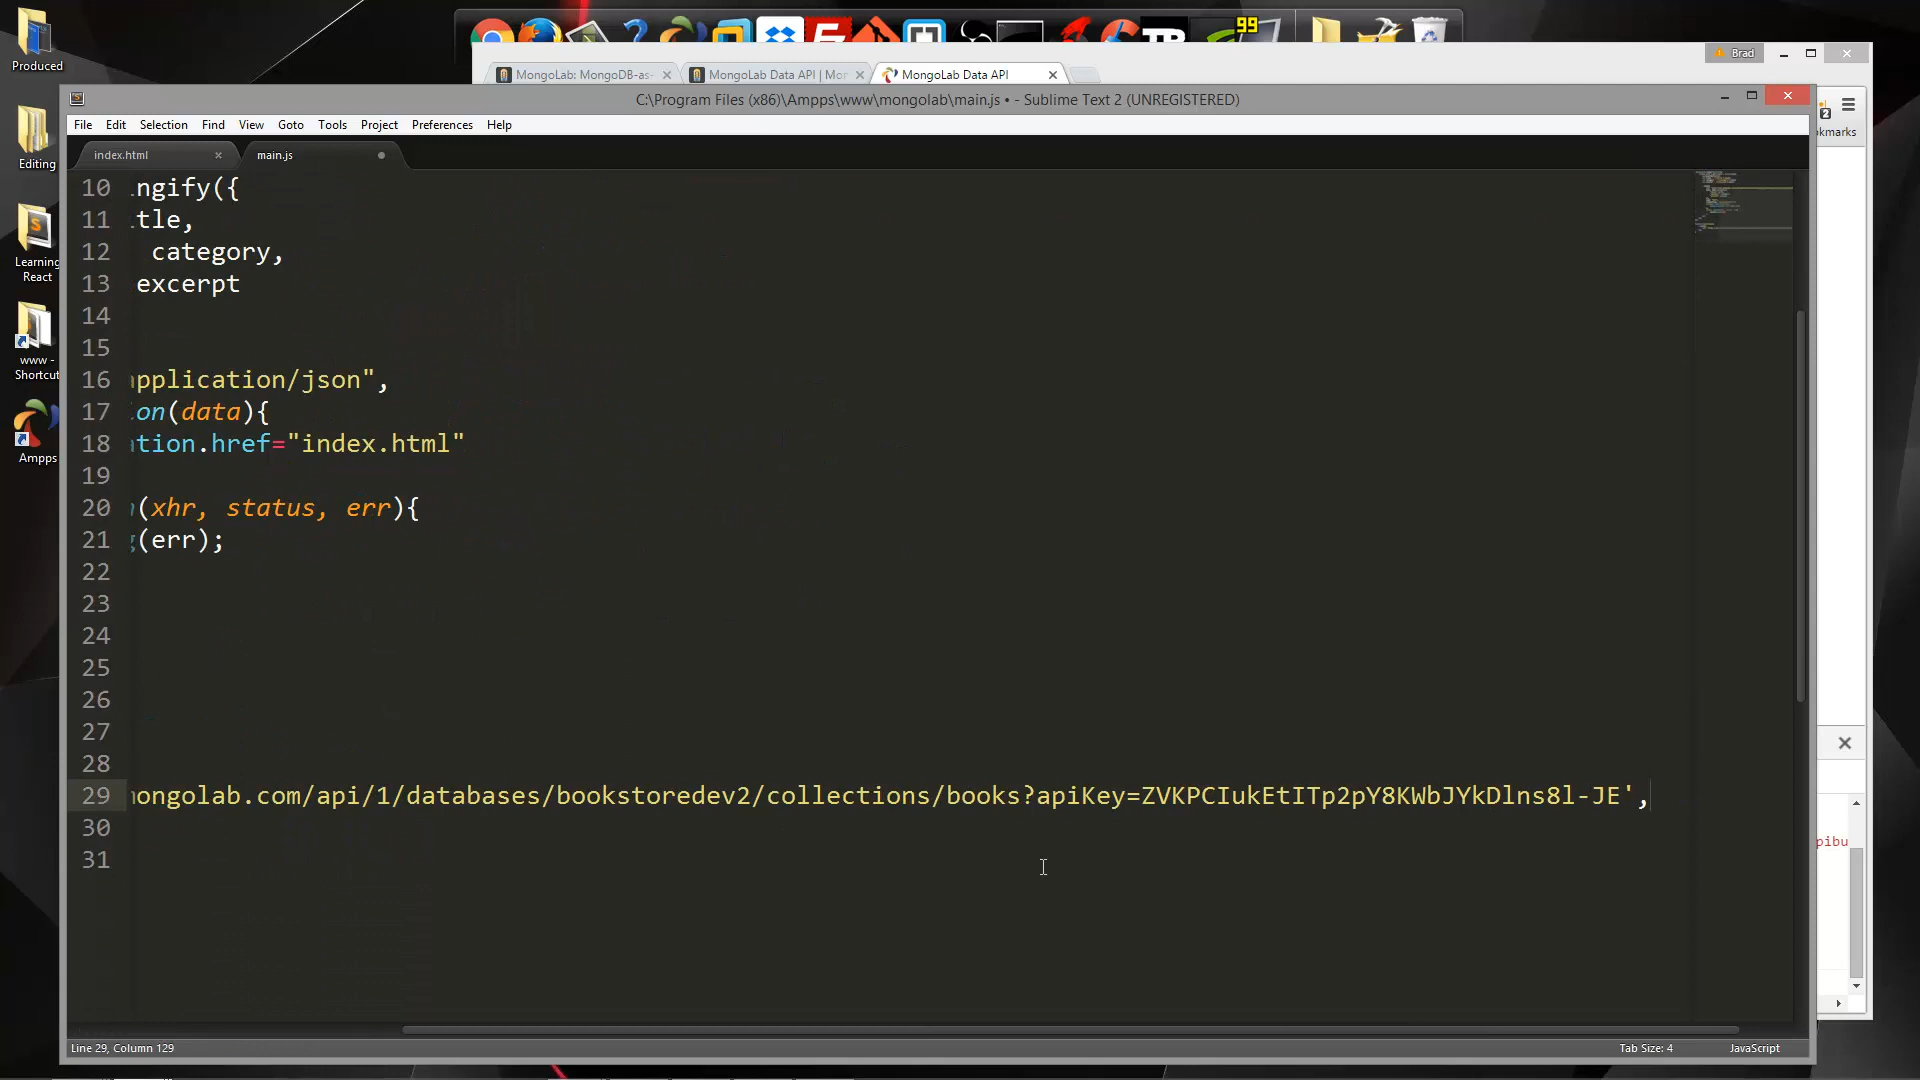 Produced
Editing
Learning
React
www -
Shortcut
Ampps
99
Brad
MongoLab: MongoDB-as-
MongoLab Data API | Mor
MongoLab Data API
C:\Program Files (x86)\Ampps\www\mongolab\main.js • - Sublime Text 2 (UNREGISTERED)
File Edit Selection Find View Goto Tools Project Preferences Help
kmarks
index.html
main.js
10 ngify({
11 tle,
12 category,
13 excerpt
14
15
16 pplication/json",
17 on(data){
18 ation.href="index.html"
19
20 (xhr, status, err){
21 g(err);
22
23
24
25
26
27
28
29 mongolab.com/api/1/databases/bookstoredev2/collections/books?apiKey=ZVKPCIukEtITp2pY8KWbJYkDlns8l-JE',
30
31
pibu
Line 29, Column 129
Tab Size: 4
JavaScript